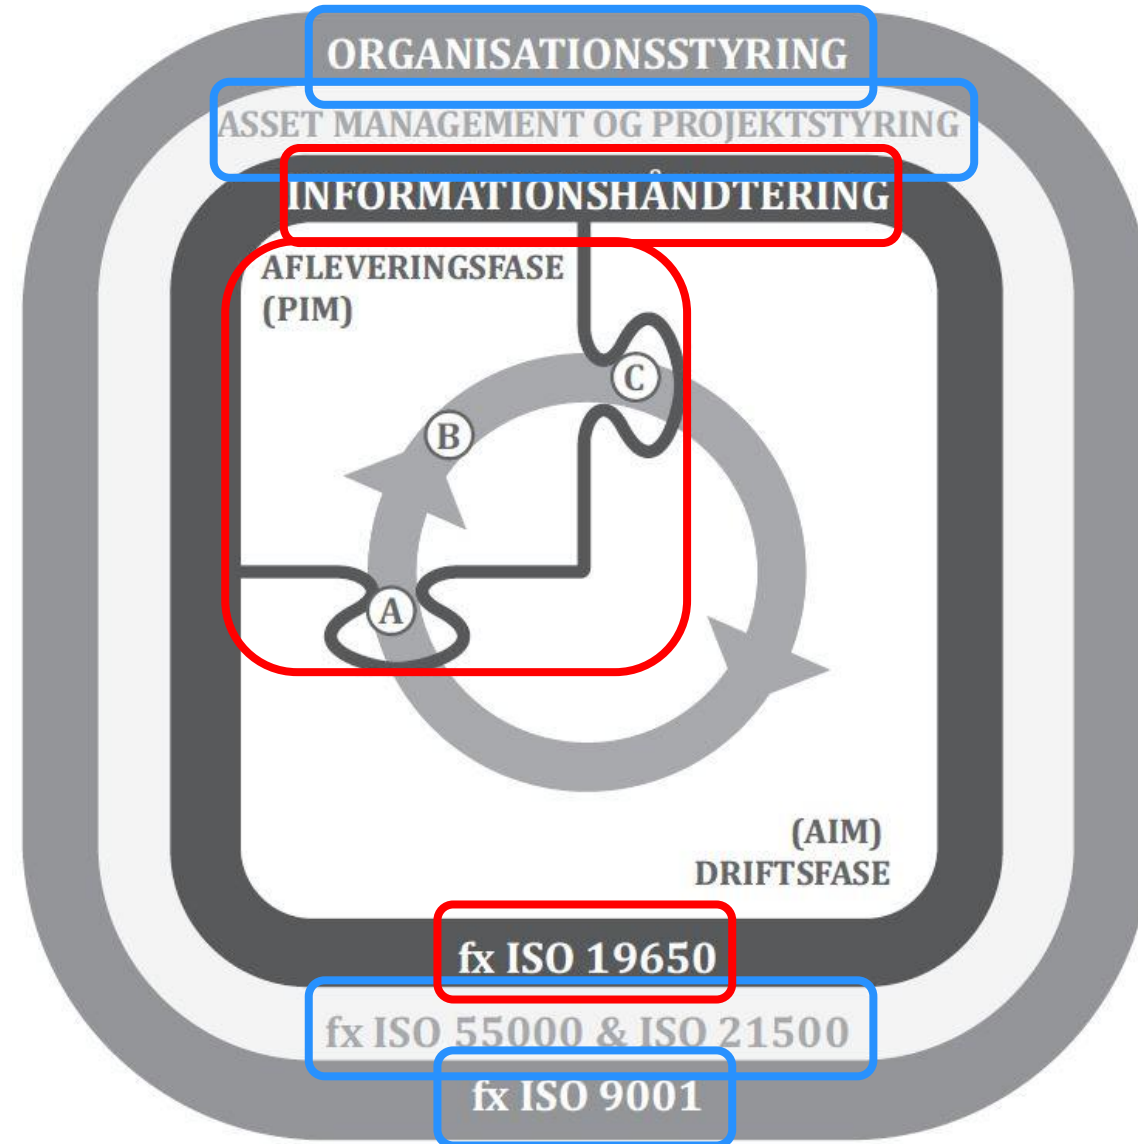 ORGANISATIONSSTYRING
ASSET MANAGEMENT OG PROJEKTSTYRING
INFORMATIONSHÅNDTERING
AFLEVERINGSFASE
(PIM)
C
B
A
(AIM)
DRIFTSFASE
fx ISO 19650
fx ISO 55000 & ISO 21500
fx ISO 9001